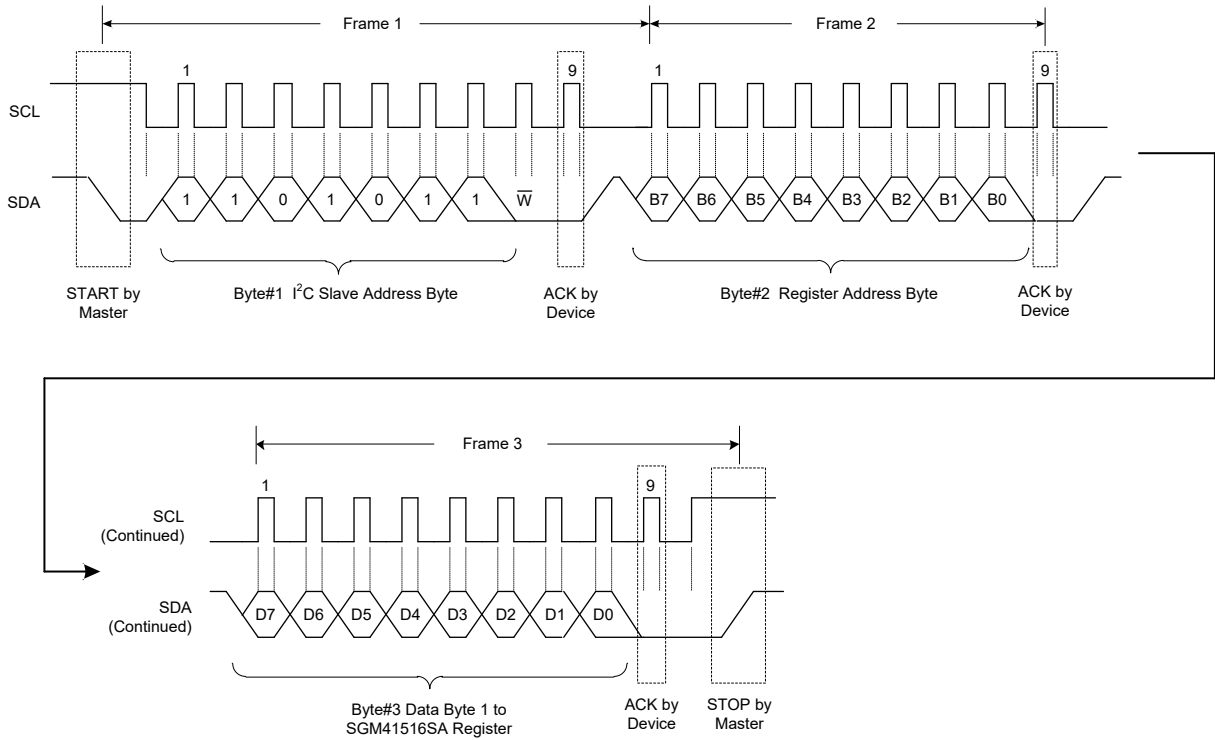 Frame 1
Frame 2
1
9
1
9
SCL
SDA
1 1 0 1 0 1 1 W̅
B7 B6 B5 B4 B3 B2 B1 B0
START by
Master
Byte#1 I²C Slave Address Byte
ACK by
Device
Byte#2 Register Address Byte
ACK by
Device
Frame 3
1
9
SCL
(Continued)
SDA
(Continued)
D7 D6 D5 D4 D3 D2 D1 D0
Byte#3 Data Byte 1 to
SGM41516SA Register
ACK by
Device
STOP by
Master